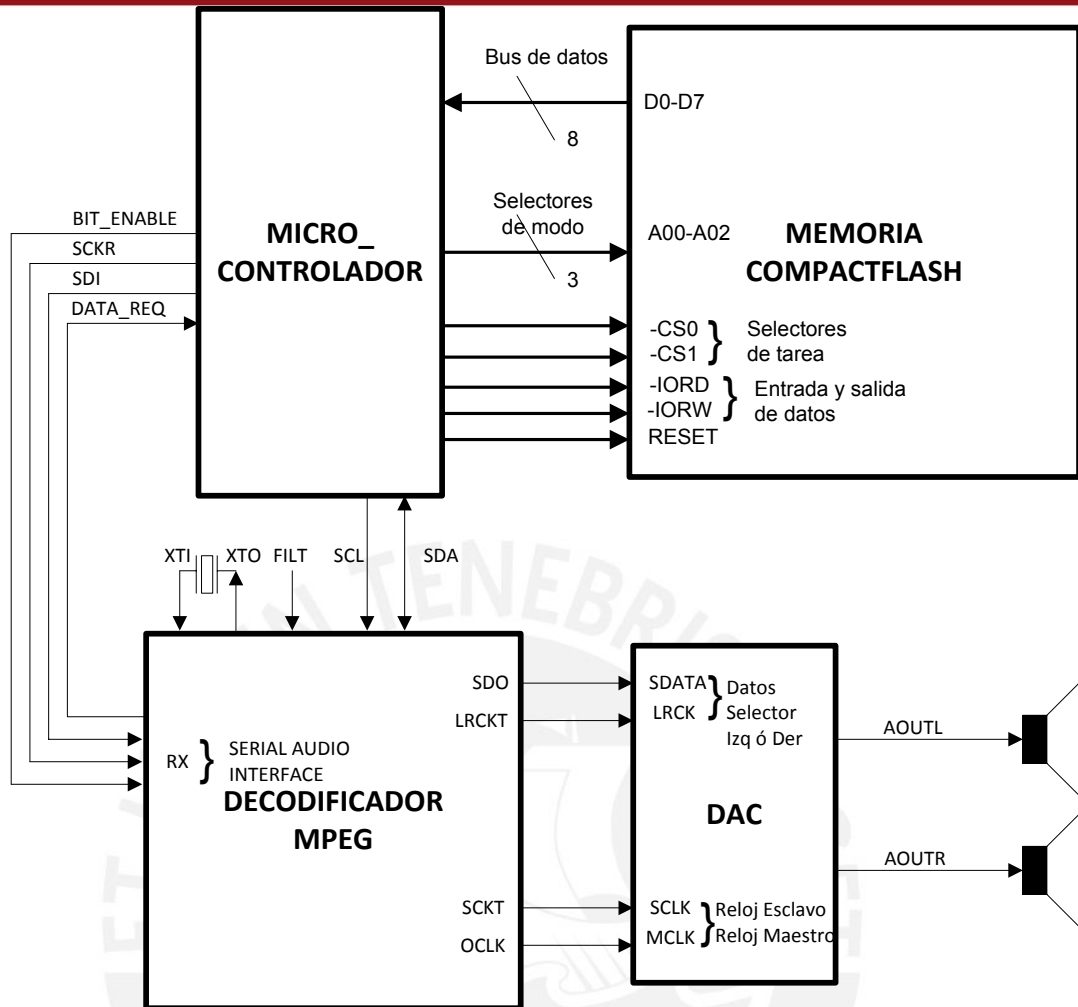 Bus de datos
D0-D7
8
BIT_ENABLE
SCKR
SDI
DATA_REQ
MICRO_
CONTROLADOR
Selectores
de modo
3
A00-A02
MEMORIA
COMPACTFLASH
-CS0
-CS1
} Selectores
de tarea
-IORD
-IORW
} Entrada y salida
de datos
RESET
XTI
XTO
FILT
SCL
SDA
EN TENEBRIS
ET
SDO
LRCKT
RX } SERIAL AUDIO
INTERFACE
DECODIFICADOR
MPEG
SCKT
OCLK
SDATA
LRCK
} Datos
Selector
Izq ó Der
DAC
SCLK
MCLK
} Reloj Esclavo
Reloj Maestro
AOUTL
AOUTR